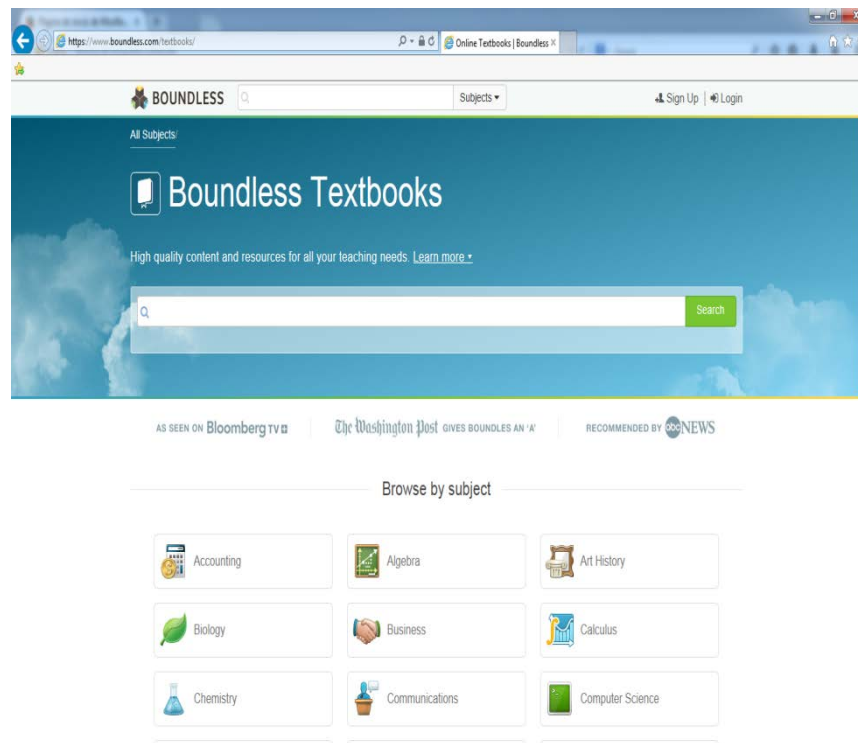 https://www.boundless.com/textbooks/
Online Textbooks | Boundless
BOUNDLESS
Subjects
Sign Up | Login
All Subjects/
Boundless Textbooks
High quality content and resources for all your teaching needs. Learn more
Search
AS SEEN ON Bloomberg TV
The Washington Post GIVES BOUNDLES AN 'A'
RECOMMENDED BY abc NEWS
Browse by subject
Accounting
Algebra
Art History
Biology
Business
Calculus
Chemistry
Communications
Computer Science